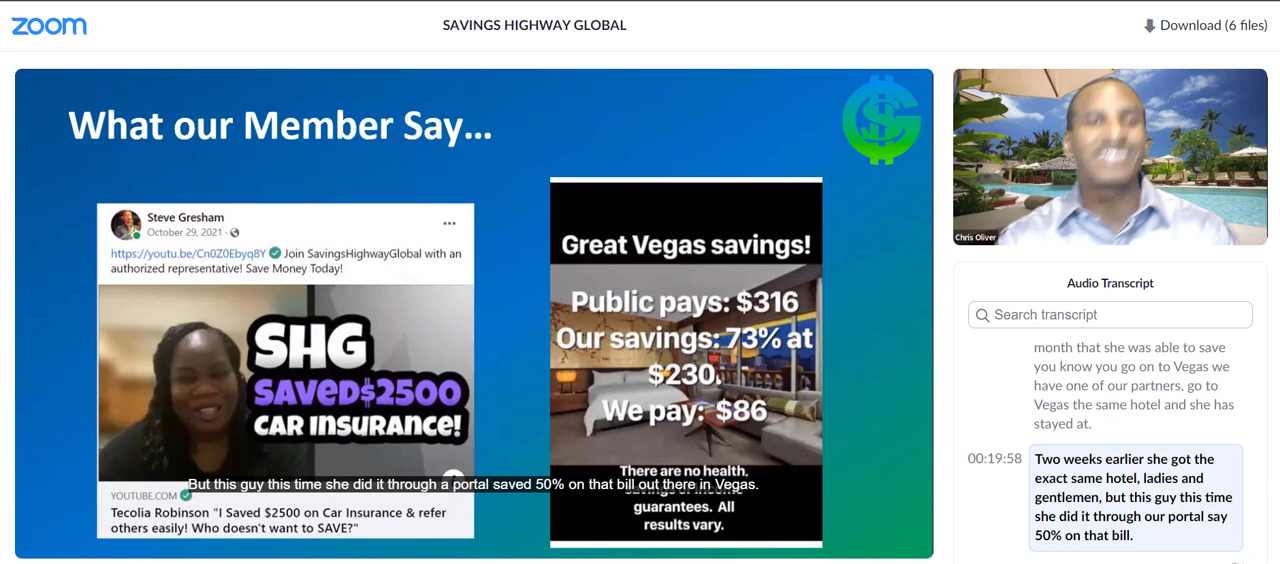 zoom
SAVINGS HIGHWAY GLOBAL
Download (6 files)
What our Member Say...
Steve Gresham
October 29, 2021 ·
https://youtu.be/Cn0Z0Ebyq8Y Join SavingsHighwayGlobal with an
authorized representative! Save Money Today!
SHG
SAVED $2500
CAR INSURANCE!
YOUTUBE.COM
Tecolia Robinson "I Saved $2500 on Car Insurance & refer
others easily! Who doesn't want to SAVE?"
Great Vegas savings!
Public pays: $316
Our savings: 73% at
$230.
We pay: $86
There are no health,
savings or income
guarantees. All
results vary.
But this guy this time she did it through a portal saved 50% on that bill out there in Vegas.
Chris Oliver
Audio Transcript
Search transcript
month that she was able to save
you know you go on to Vegas we
have one of our partners, go to
Vegas the same hotel and she has
stayed at.
00:19:58
Two weeks earlier she got the
exact same hotel, ladies and
gentlemen, but this guy this time
she did it through our portal say
50% on that bill.